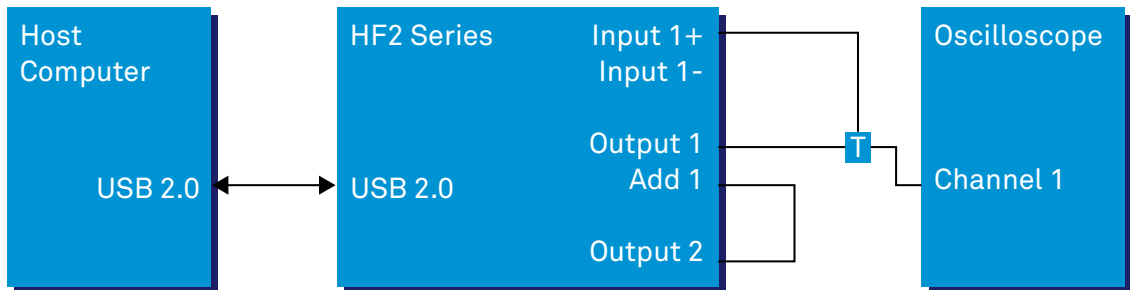 Host
Computer
USB 2.0
HF2 Series
USB 2.0
Input 1+
Input 1-
Output 1
Add 1
Output 2
T
Oscilloscope
Channel 1